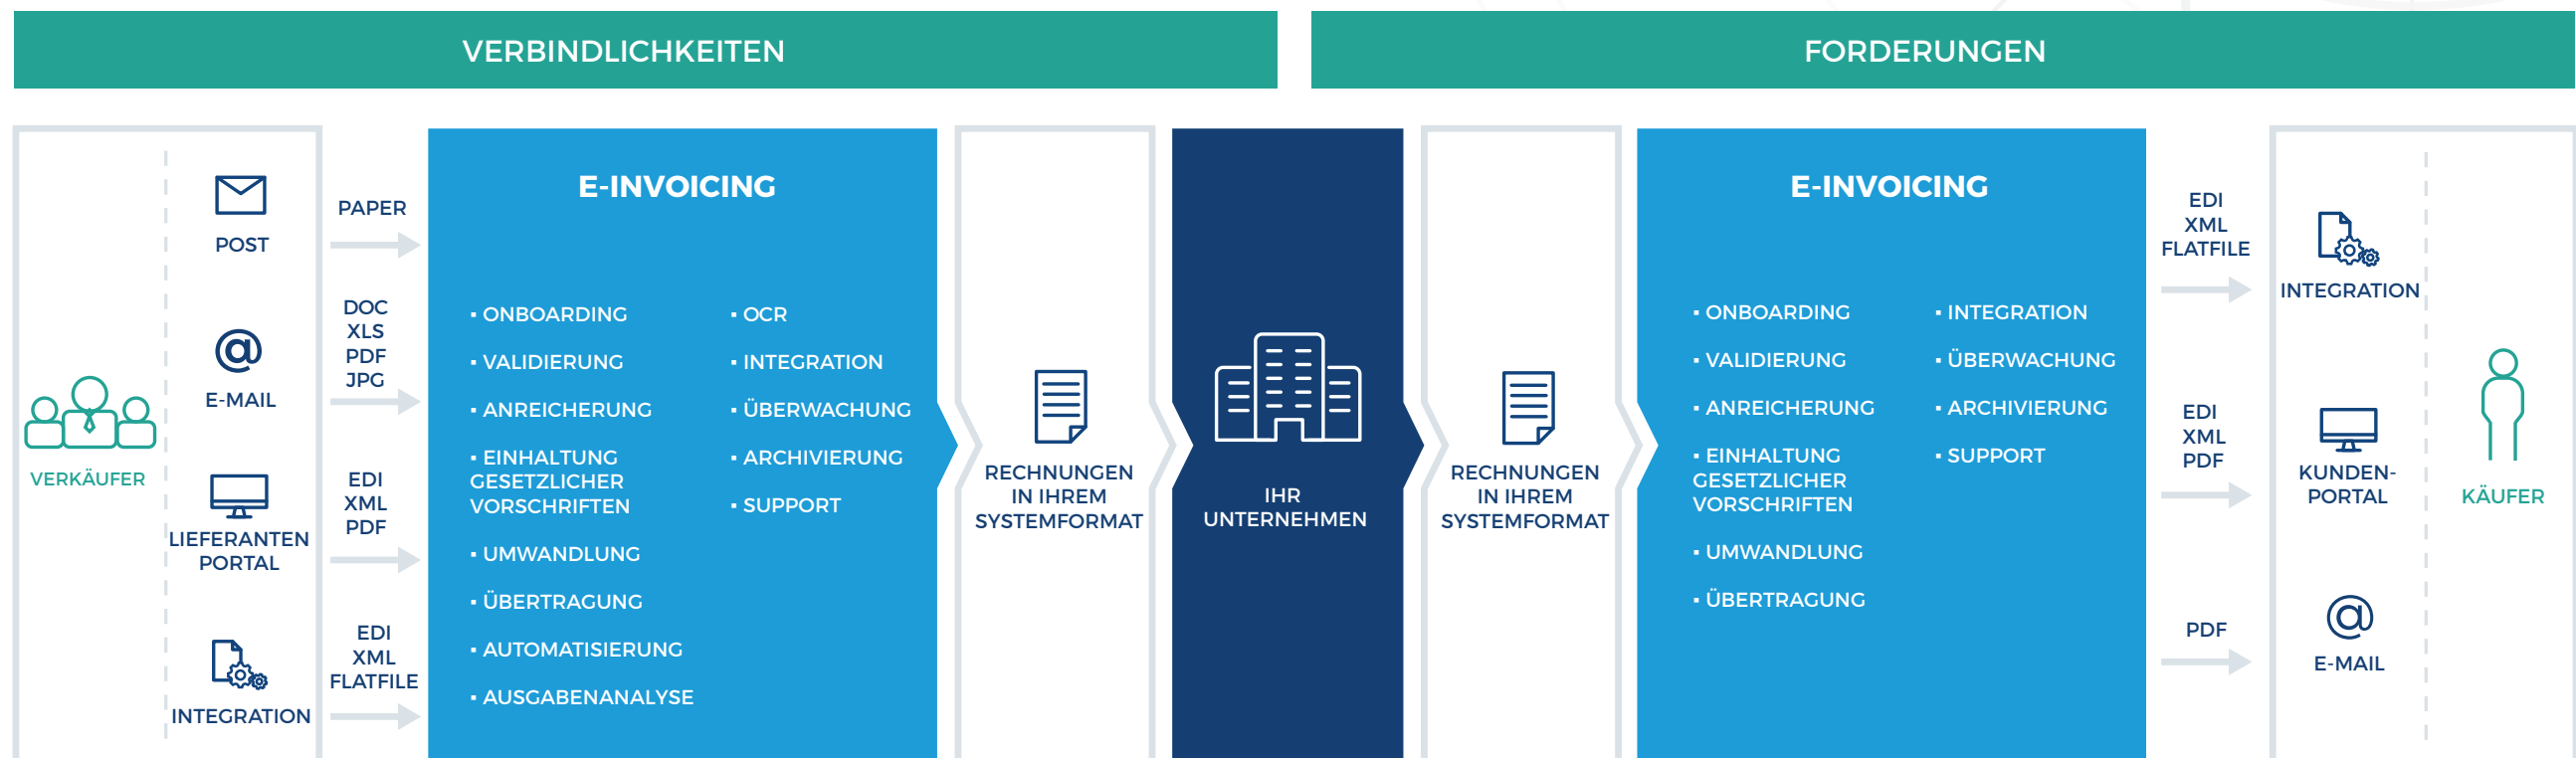 VERBINDLICHKEITEN
FORDERUNGEN
VERKÄUFER
POST
E-MAIL
LIEFERANTEN
PORTAL
INTEGRATION
PAPER
DOC
XLS
PDF
JPG
EDI
XML
PDF
EDI
XML
FLATFILE
E-INVOICING
▪ ONBOARDING
▪ VALIDIERUNG
▪ ANREICHERUNG
▪ EINHALTUNG
GESETZLICHER
VORSCHRIFTEN
▪ UMWANDLUNG
▪ ÜBERTRAGUNG
▪ AUTOMATISIERUNG
▪ AUSGABENANALYSE
▪ OCR
▪ INTEGRATION
▪ ÜBERWACHUNG
▪ ARCHIVIERUNG
▪ SUPPORT
RECHNUNGEN
IN IHREM
SYSTEMFORMAT
IHR
UNTERNEHMEN
RECHNUNGEN
IN IHREM
SYSTEMFORMAT
E-INVOICING
▪ ONBOARDING
▪ VALIDIERUNG
▪ ANREICHERUNG
▪ EINHALTUNG
GESETZLICHER
VORSCHRIFTEN
▪ UMWANDLUNG
▪ ÜBERTRAGUNG
▪ INTEGRATION
▪ ÜBERWACHUNG
▪ ARCHIVIERUNG
▪ SUPPORT
EDI
XML
FLATFILE
EDI
XML
PDF
PDF
INTEGRATION
KUNDEN-
PORTAL
E-MAIL
KÄUFER